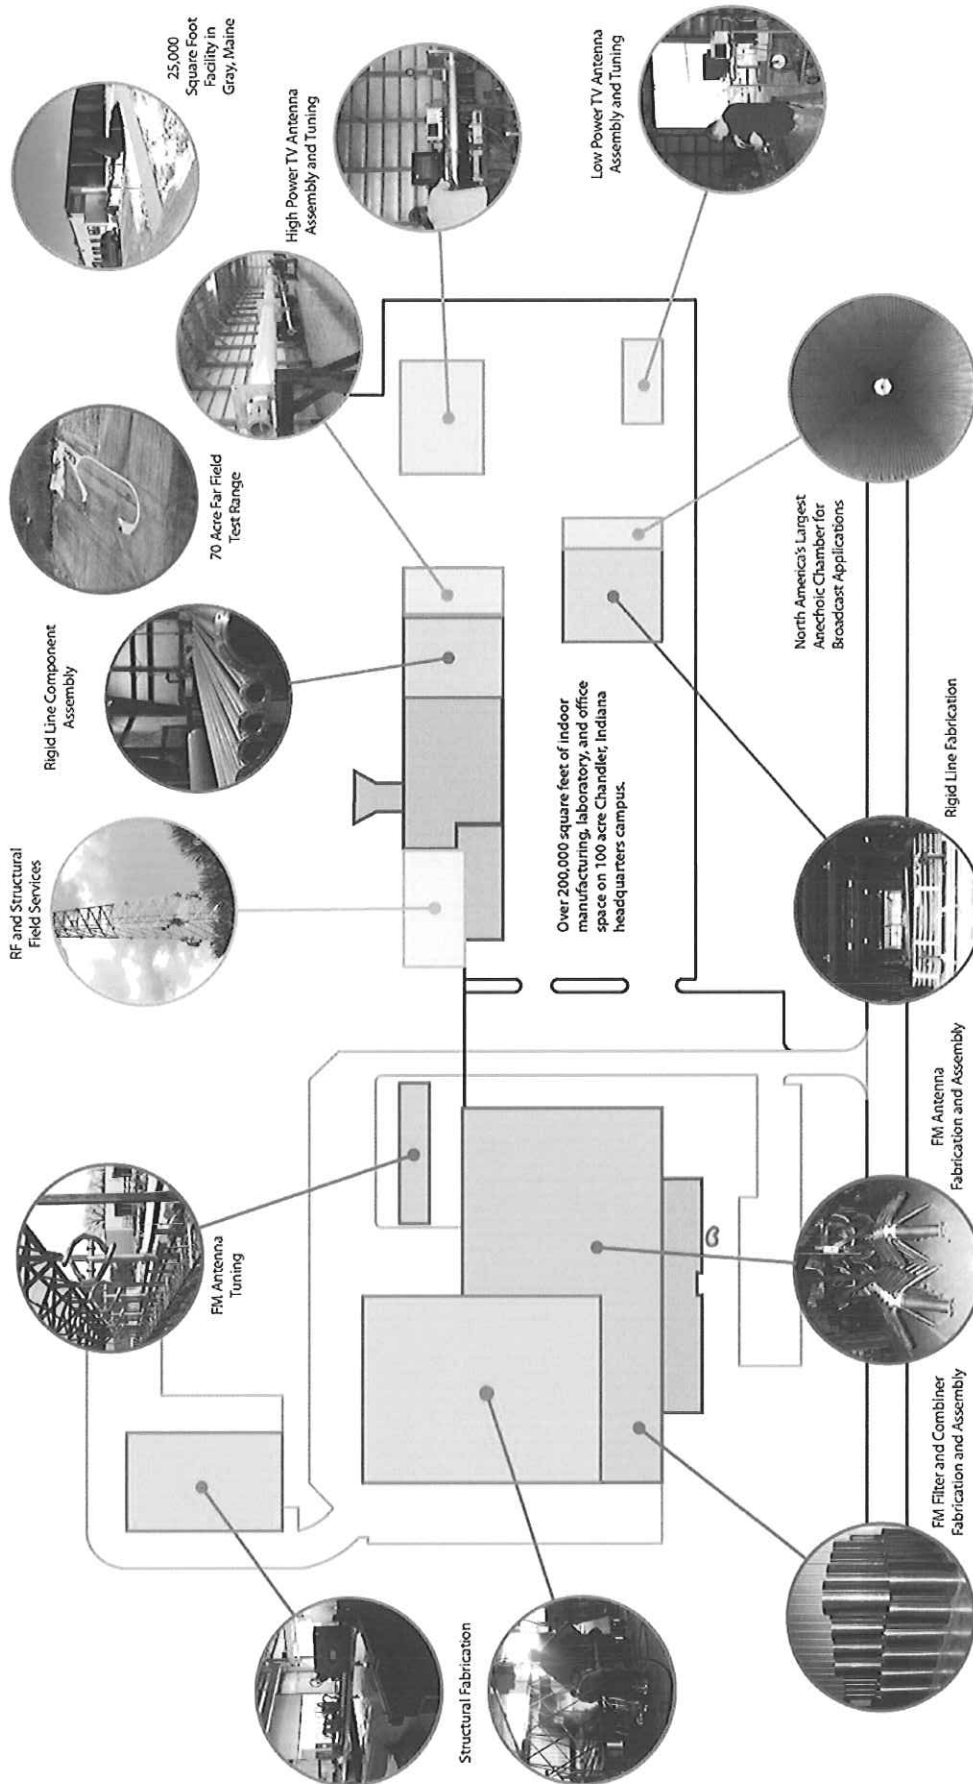 Structural Fabrication
FM Antenna
Tuning
RF and Structural
Field Services
Rigid Line Component
Assembly
70 Acre Far Field
Test Range
25,000
Square Foot
Facility in
Gray, Maine
High Power TV Antenna
Assembly and Tuning
Low Power TV Antenna
Assembly and Tuning
Over 200,000 square feet of indoor
manufacturing, laboratory, and office
space on 100 acre Chandler, Indiana
headquarters campus.
FM Filter and Combiner
Fabrication and Assembly
FM Antenna
Fabrication and Assembly
Rigid Line Fabrication
North America's Largest
Anechoic Chamber for
Broadcast Applications